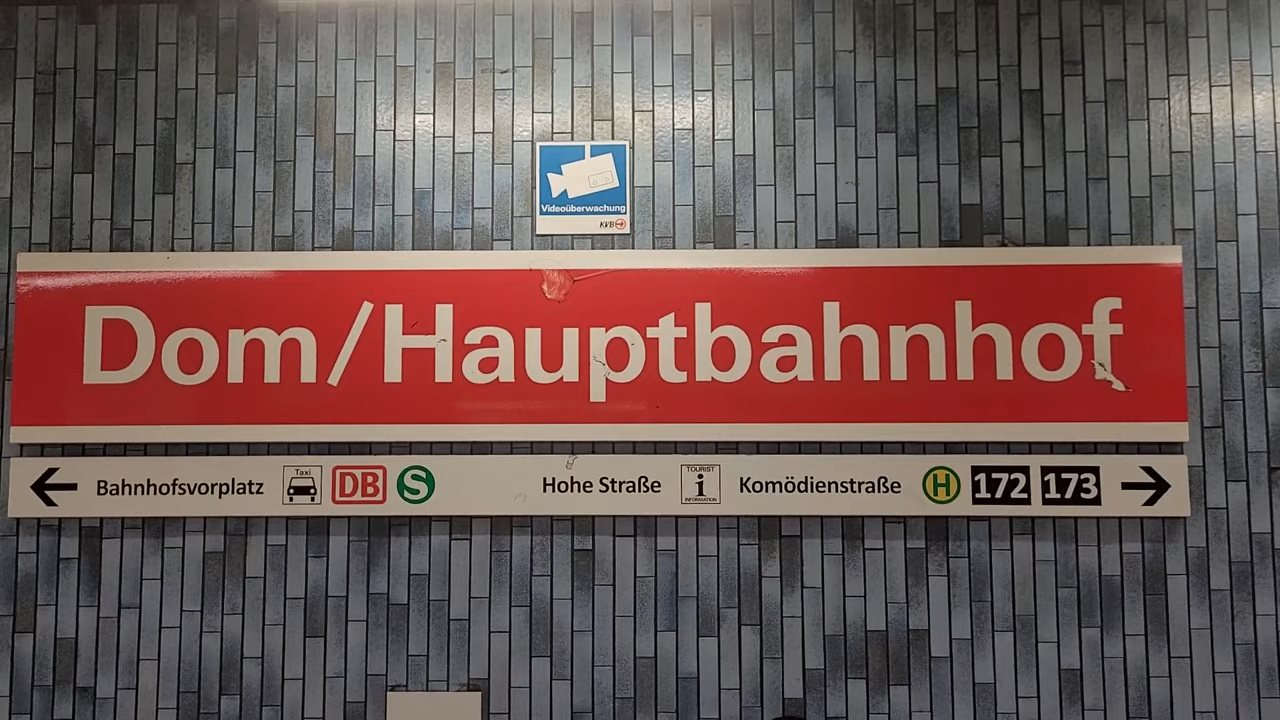 Videoüberwachung
KVB
Dom/Hauptbahnhof
Bahnhofsvorplatz Taxi DB S Hohe Straße TOURIST i INFORMATION Komödienstraße H 172 173